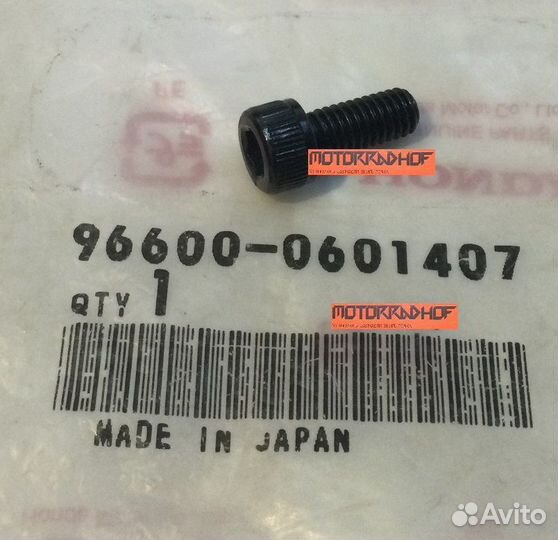 MOTORRADHOF
96600-0601407
QTY 1
MOTORRADHOF
MADE IN JAPAN
Avito